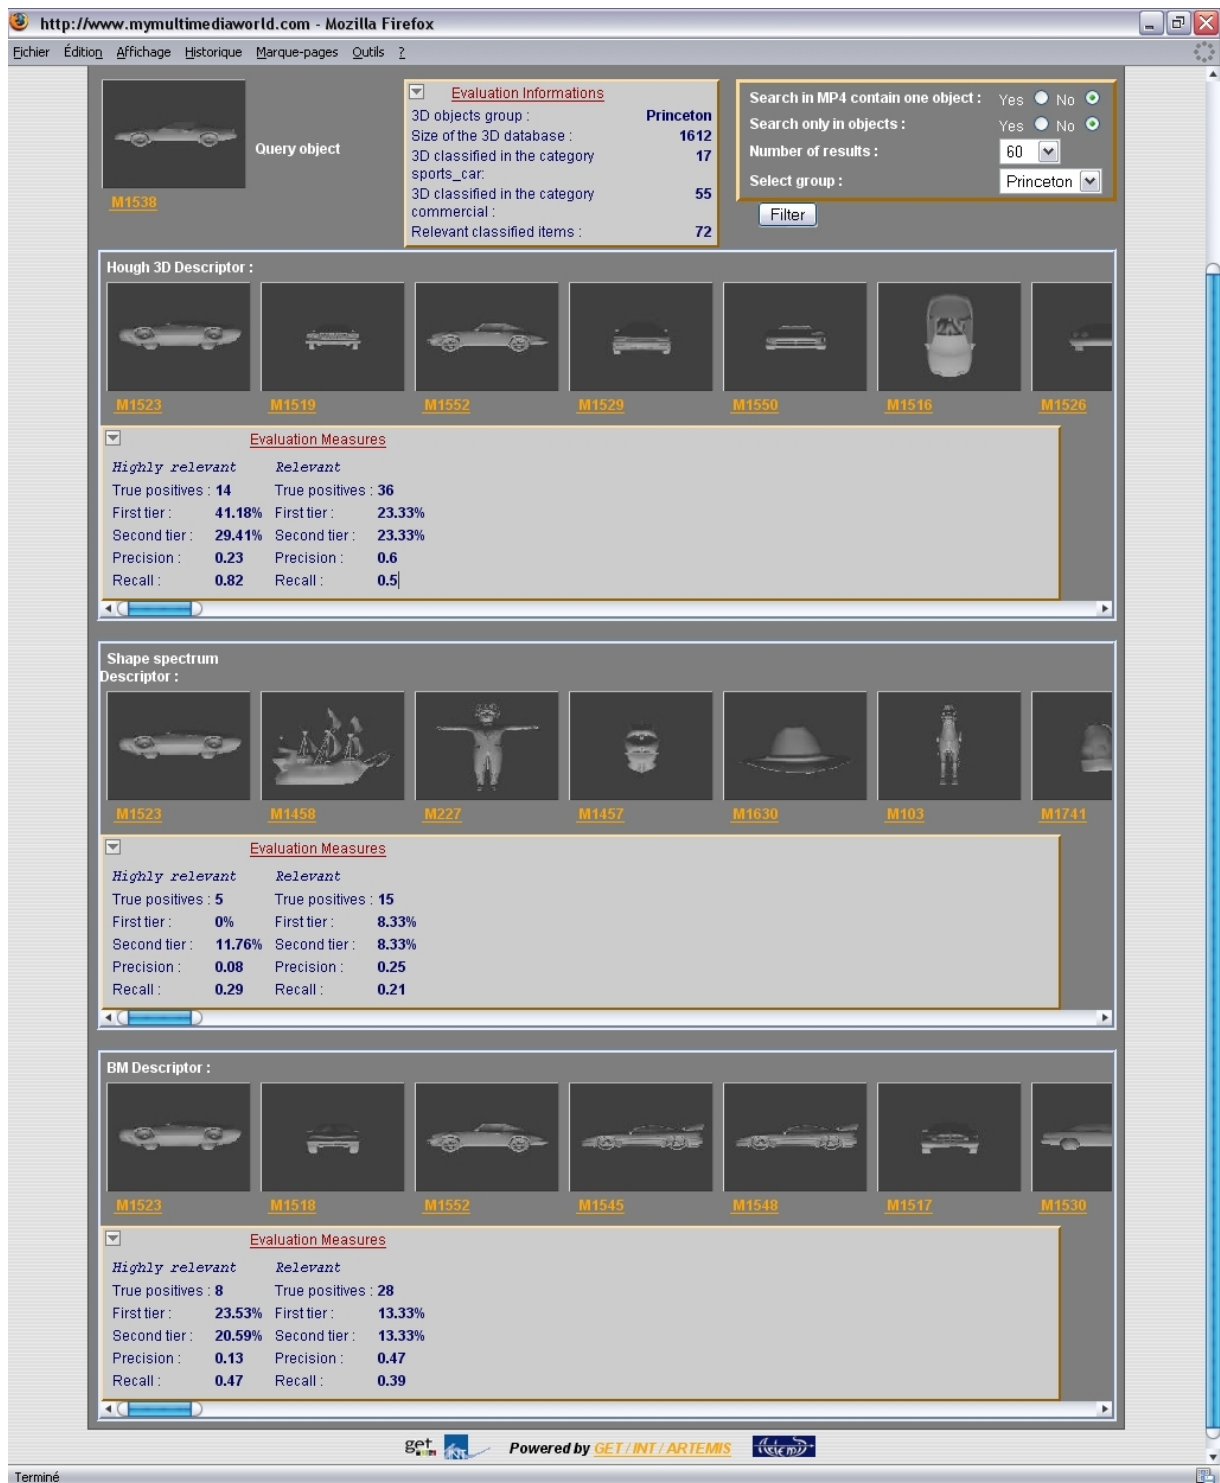 http://www.mymultimediaworld.com - Mozilla Firefox
Fichier Édition Affichage Historique Marque-pages Outils ?
M1538
Query object
Evaluation Informations
3D objects group : Princeton
Size of the 3D database : 1612
3D classified in the category 17
sports_car:
3D classified in the category 55
commercial :
Relevant classified items : 72
Search in MP4 contain one object : Yes No
Search only in objects : Yes No
Number of results : 60
Select group : Princeton
Filter
Hough 3D Descriptor :
M1523 M1519 M1552 M1529 M1550 M1516 M1526
Evaluation Measures
Highly relevant Relevant
True positives : 14 True positives : 36
First tier : 41.18% First tier : 23.33%
Second tier : 29.41% Second tier : 23.33%
Precision : 0.23 Precision : 0.6
Recall : 0.82 Recall : 0.5
Shape spectrum
Descriptor :
M1523 M1458 M227 M1457 M1630 M103 M1741
Evaluation Measures
Highly relevant Relevant
True positives : 5 True positives : 15
First tier : 0% First tier : 8.33%
Second tier : 11.76% Second tier : 8.33%
Precision : 0.08 Precision : 0.25
Recall : 0.29 Recall : 0.21
BM Descriptor :
M1523 M1518 M1552 M1545 M1548 M1517 M1530
Evaluation Measures
Highly relevant Relevant
True positives : 8 True positives : 28
First tier : 23.53% First tier : 13.33%
Second tier : 20.59% Second tier : 13.33%
Precision : 0.13 Precision : 0.47
Recall : 0.47 Recall : 0.39
get INT Powered by GET / INT / ARTEMIS Artemis
Terminé